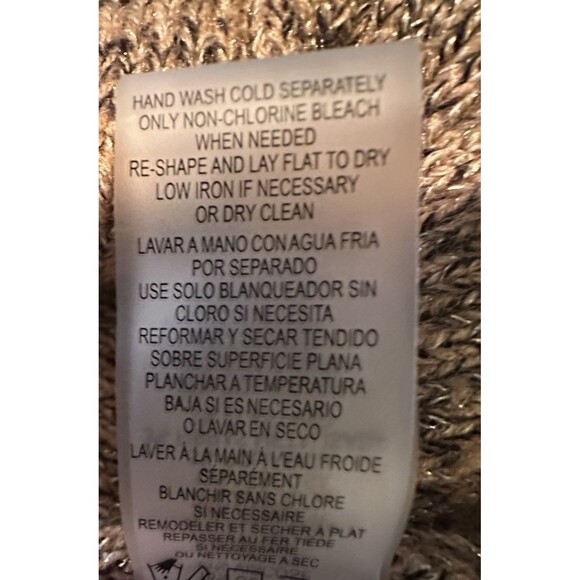 HAND WASH COLD SEPARATELY
ONLY NON-CHLORINE BLEACH
WHEN NEEDED
RE-SHAPE AND LAY FLAT TO DRY
LOW IRON IF NECESSARY
OR DRY CLEAN
LAVAR A MANO CON AGUA FRIA
POR SEPARADO
USE SOLO BLANQUEADOR SIN
CLORO SI NECESITA
REFORMAR Y SECAR TENDIDO
SOBRE SUPERFICIE PLANA
PLANCHAR A TEMPERATURA
BAJA SI ES NECESARIO
O LAVAR EN SECO
LAVER À LA MAIN À L'EAU FROIDE
SÉPARÉMENT
BLANCHIR SANS CHLORE
SI NECESSAIRE
REMODELER ET SECHER À PLAT
REPASSER AU FER TIÈDE
SI NÉCESSAIRE
OU NETTOYAGE A SEC